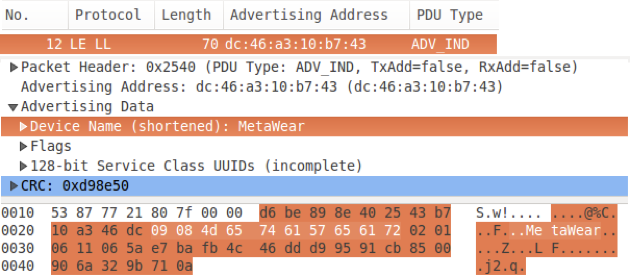 No. Protocol Length Advertising Address PDU Type
12 LE LL 70 dc:46:a3:10:b7:43 ADV_IND
Packet Header: 0x2540 (PDU Type: ADV_IND, TxAdd=false, RxAdd=false)
Advertising Address: dc:46:a3:10:b7:43 (dc:46:a3:10:b7:43)
Advertising Data
Device Name (shortened): MetaWear
Flags
128-bit Service Class UUIDs (incomplete)
CRC: 0xd98e50
0010 53 87 77 21 80 7f 00 00 d6 be 89 8e 40 25 43 b7 S.w!.... ....@%C.
0020 10 a3 46 dc 09 08 4d 65 74 61 57 65 61 72 02 01 ..F...Me taWear..
0030 06 11 06 5a e7 ba fb 4c 46 dd d9 95 91 cb 85 00 ...Z...L F.......
0040 90 6a 32 9b 71 0a .j2.q.